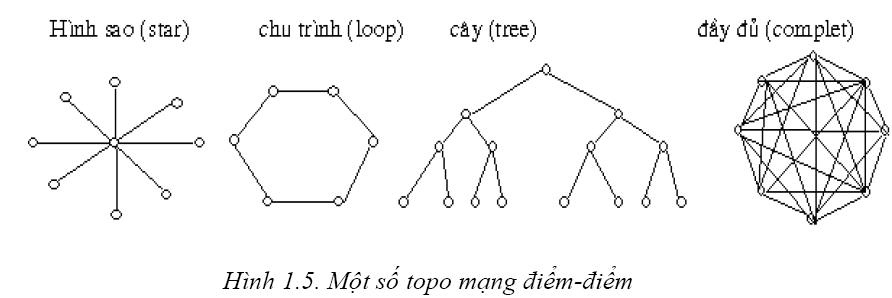 Hình sao (star) chu trình (loop) cây (tree) đầy đủ (complet)
Hình 1.5. Một số topo mạng điểm-điểm